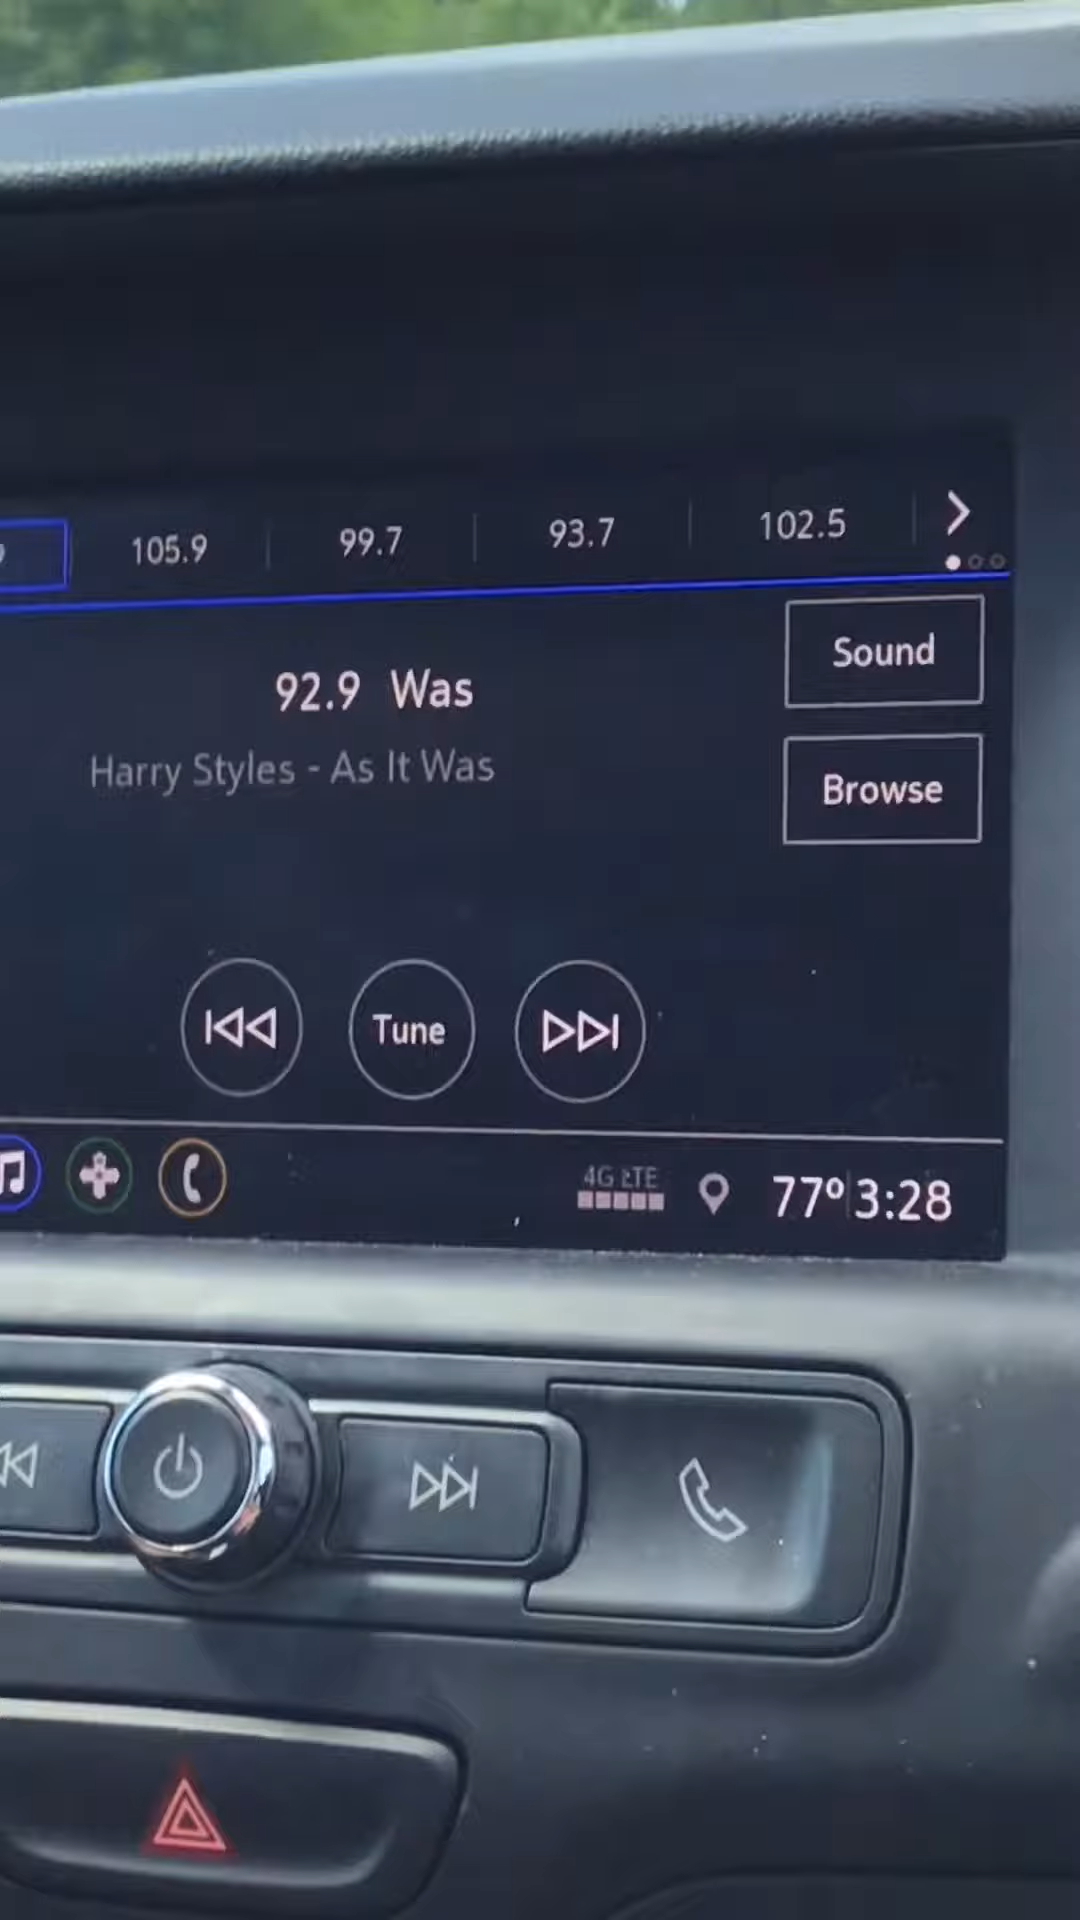 105.9 99.7 93.7 102.5
92.9 Was
Harry Styles - As It Was
Sound
Browse
Tune
4G LTE
77° 3:28